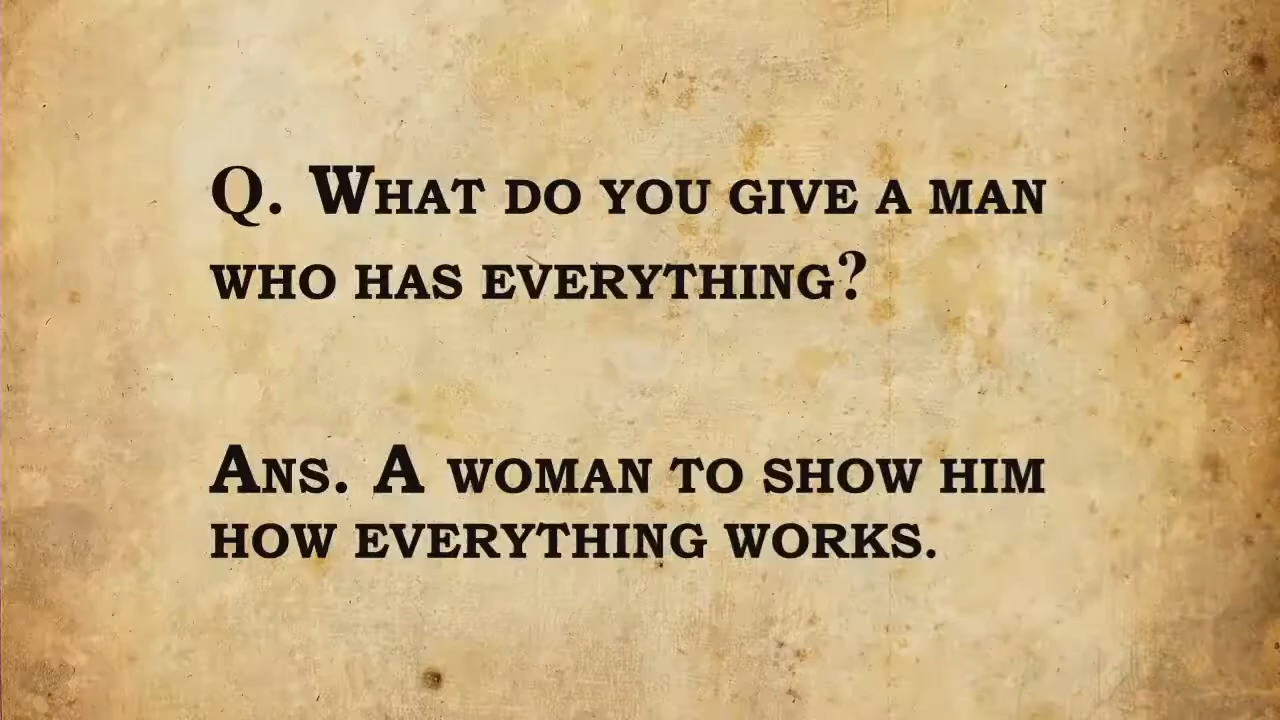 Q. What do you give a man
who has everything?
Ans. A woman to show him
how everything works.